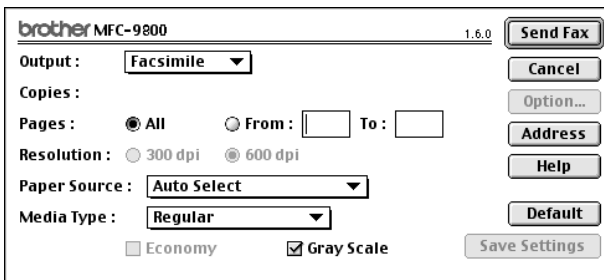 brother MFC-9800 1.6.0 Send Fax
Output : Facsimile Cancel
Copies : Option...
Pages : All From : To : Address
Resolution : 300 dpi 600 dpi Help
Paper Source : Auto Select
Media Type : Regular Default
Economy Gray Scale Save Settings